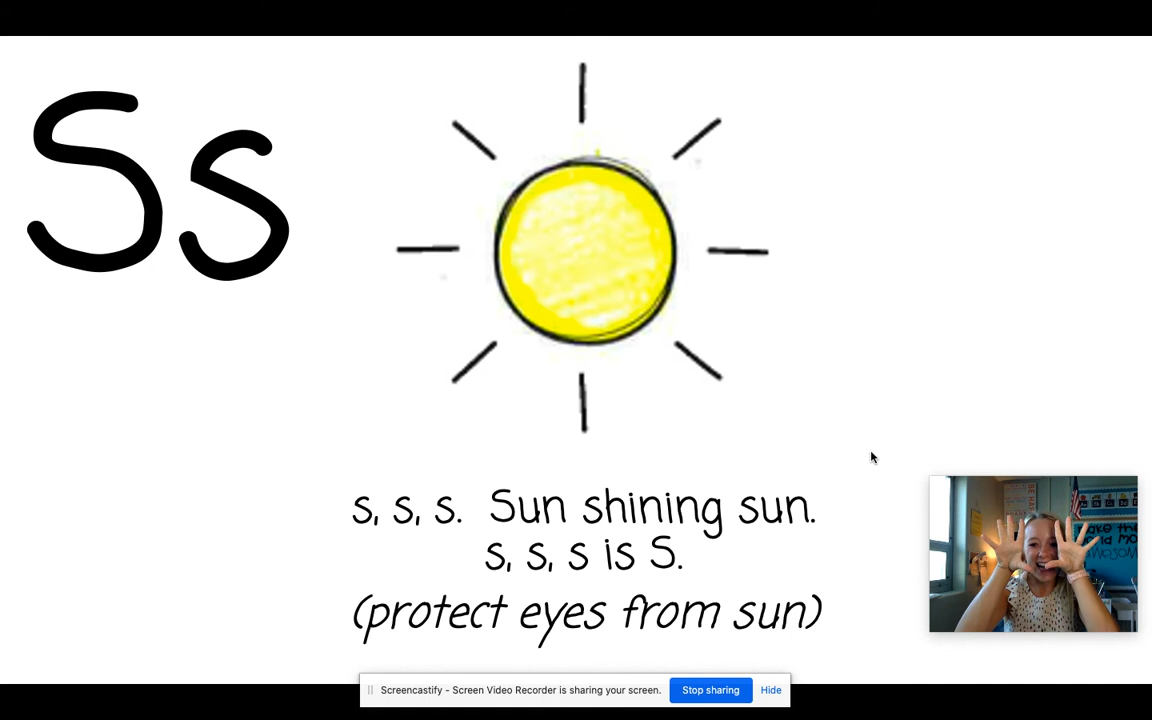 Ss
s, s, s. Sun shining sun.
s, s, s is S.
(protect eyes from sun)
Screencastify - Screen Video Recorder is sharing your screen.
Stop sharing
Hide